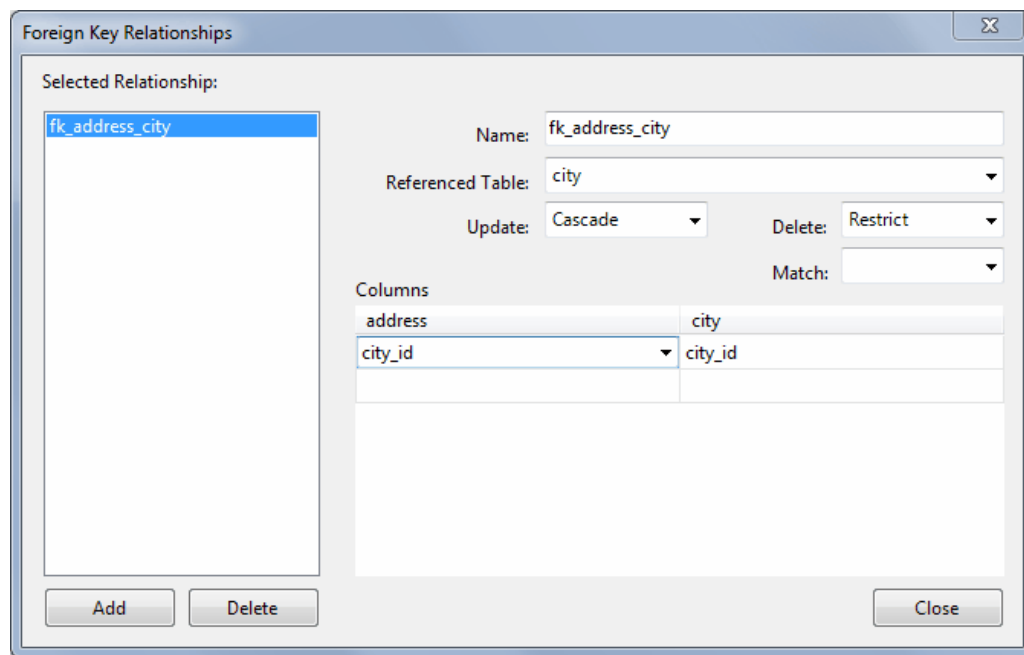 Foreign Key Relationships
Selected Relationship:
fk_address_city
Name: fk_address_city
Referenced Table: city
Update: Cascade Delete: Restrict
Match:
Columns
address city
city_id city_id
Add Delete Close